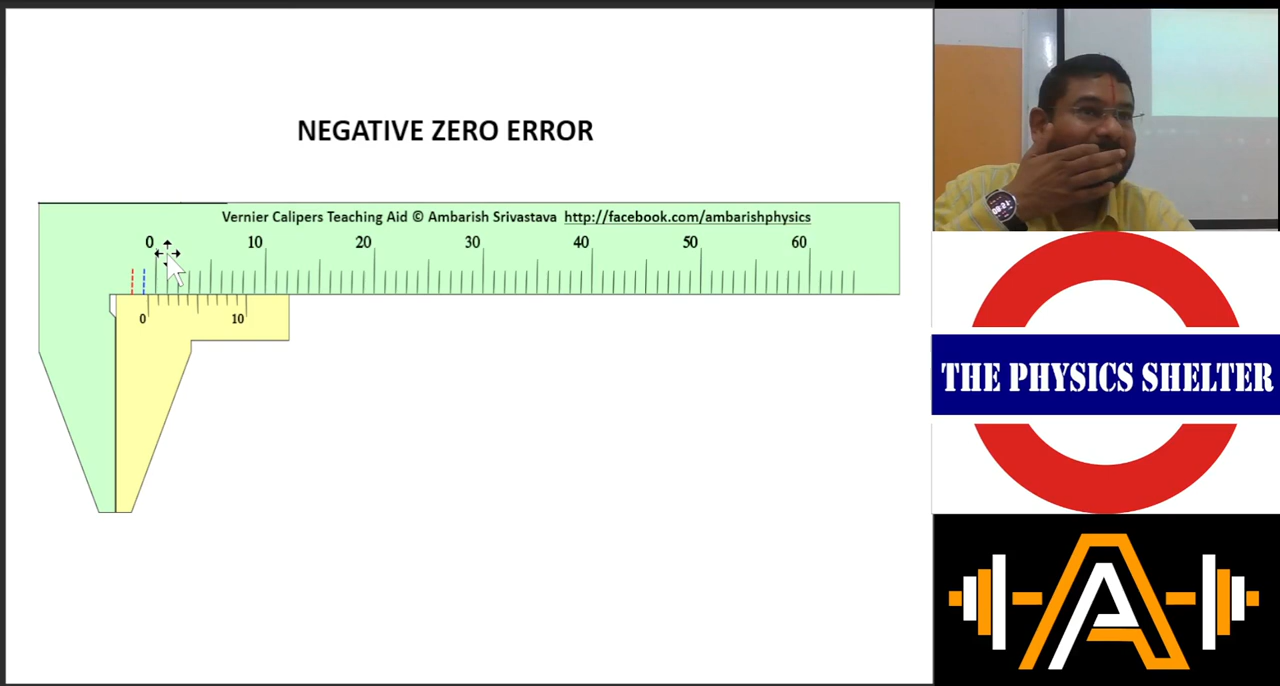 NEGATIVE ZERO ERROR
Vernier Calipers Teaching Aid © Ambarish Srivastava http://facebook.com/ambarishphysics
0 10 20 30 40 50 60
0 10
THE PHYSICS SHELTER
A